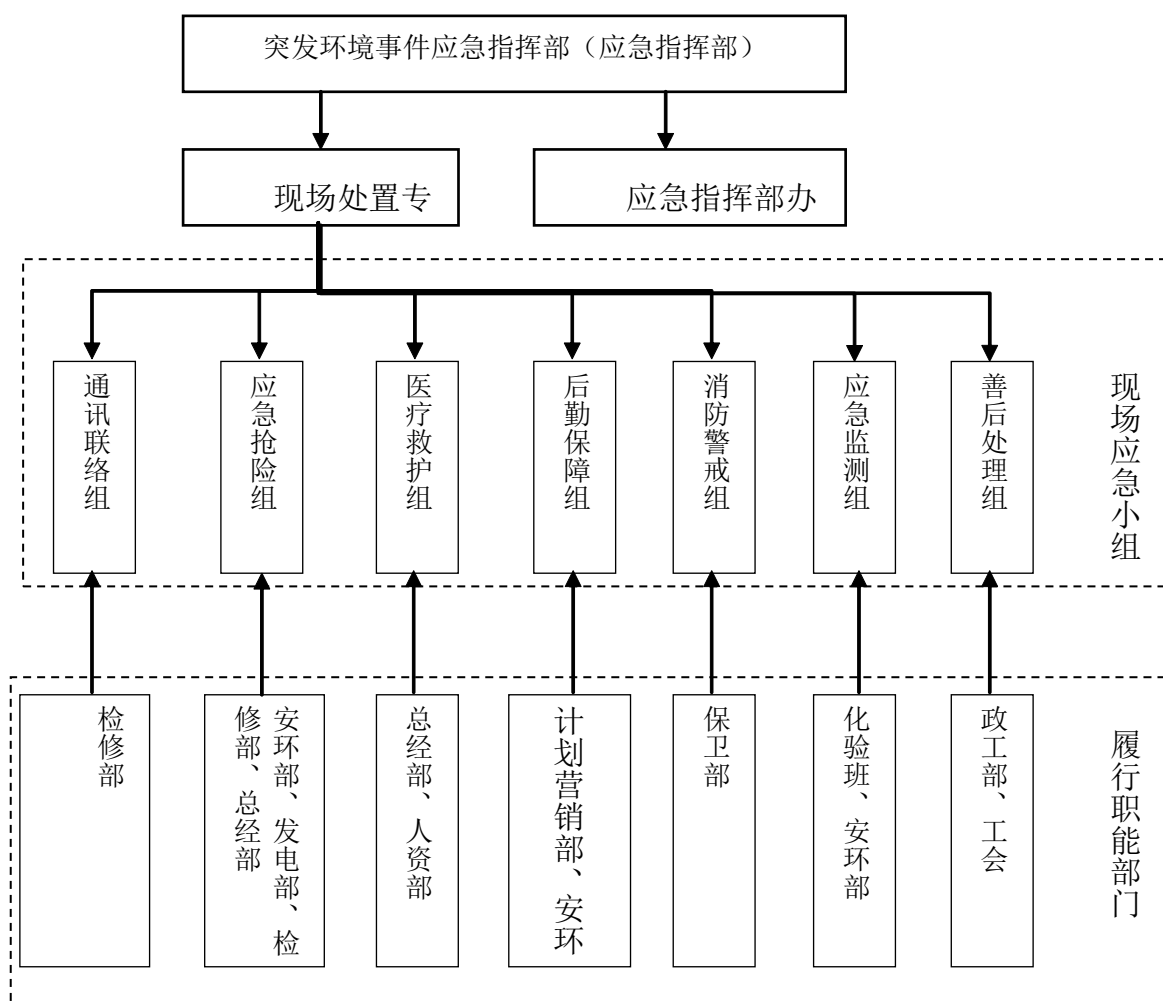 突发环境事件应急指挥部（应急指挥部）
现场处置专
应急指挥部办
通讯联络组
应急抢险组
医疗救护组
后勤保障组
消防警戒组
应急监测组
善后处理组
现场应急小组
检修部
安环部、发电部、检
修部、总经部
总经部、人资部
计划营销部、安环
保卫部
化验班、安环部
政工部、工会
履行职能部门